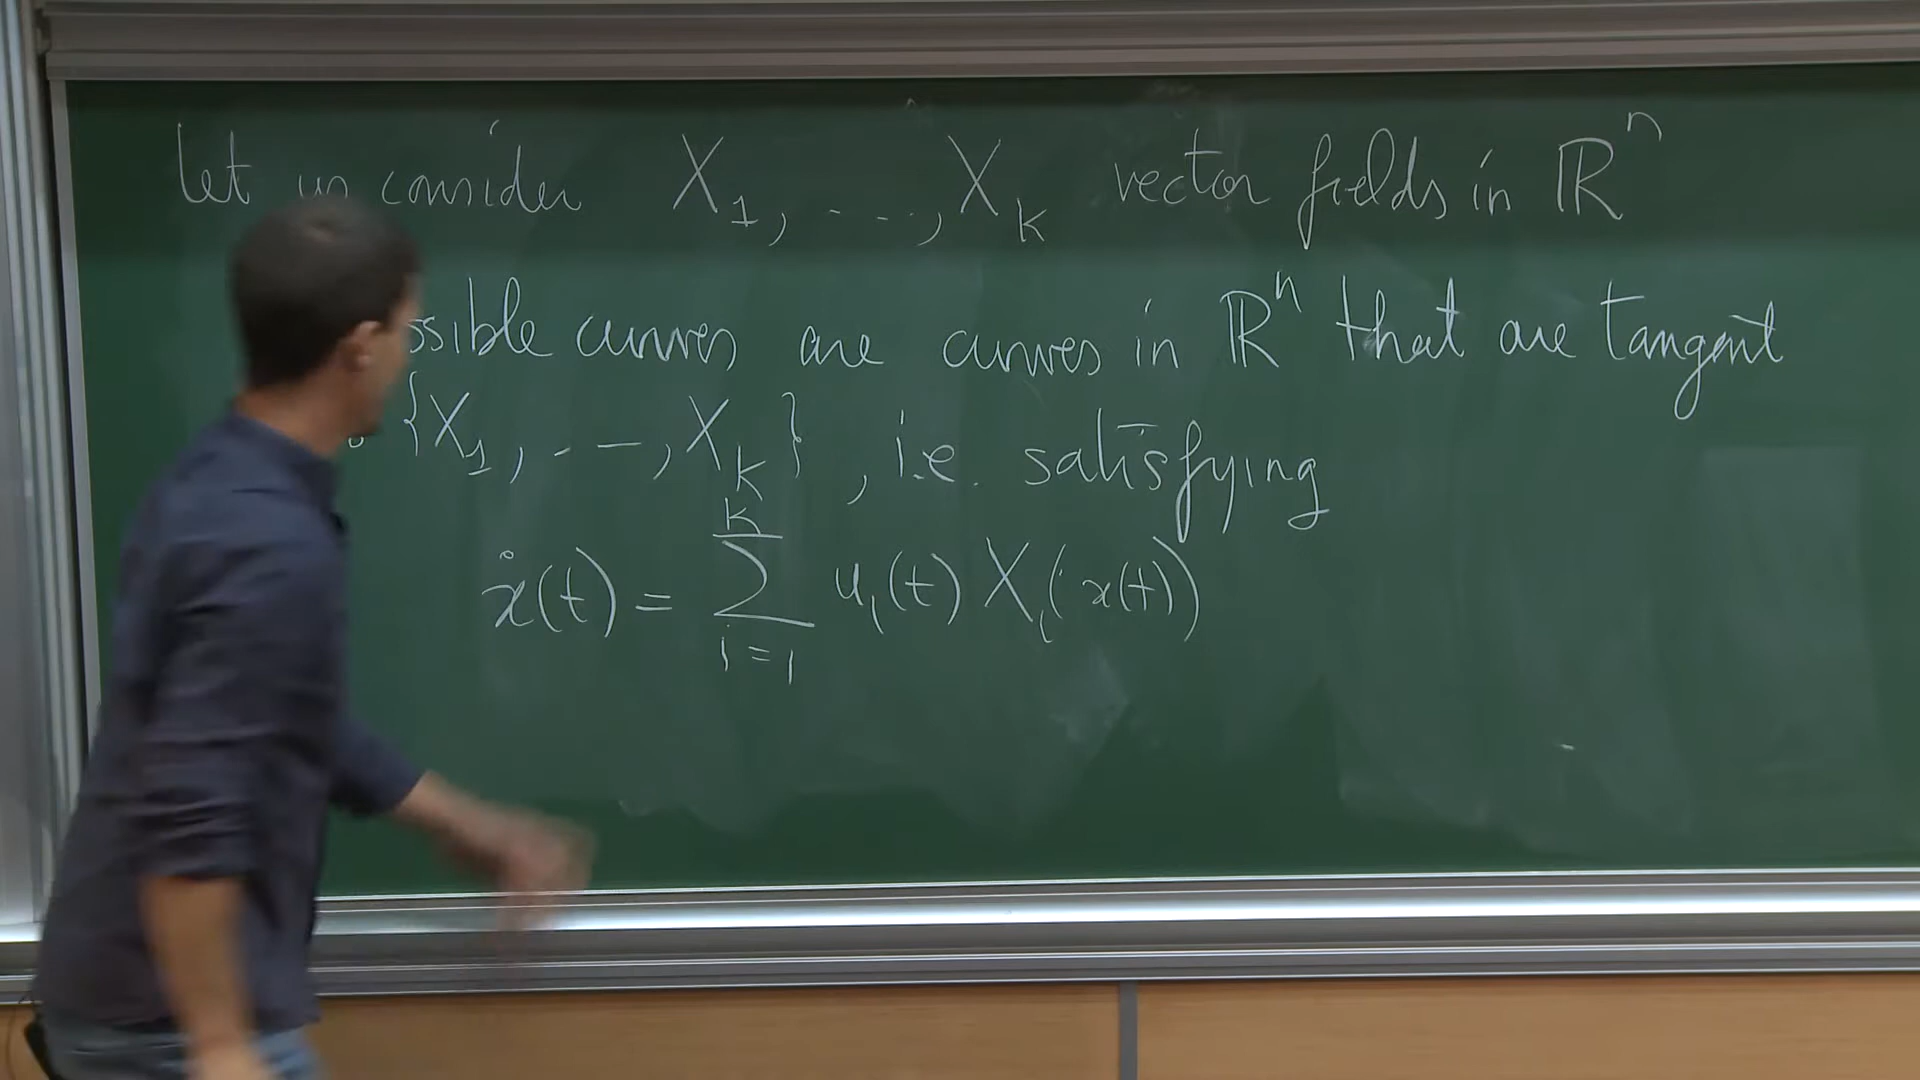 let us consider X_1, ..., X_k vector fields in ℝ^n
ssible curves are curves in ℝ^n that are tangent
{X_1, . - -, X_k}, i.e. satisfying
ẋ(t) = ∑_{i=1}^{k} u_i(t) X_i(x(t))